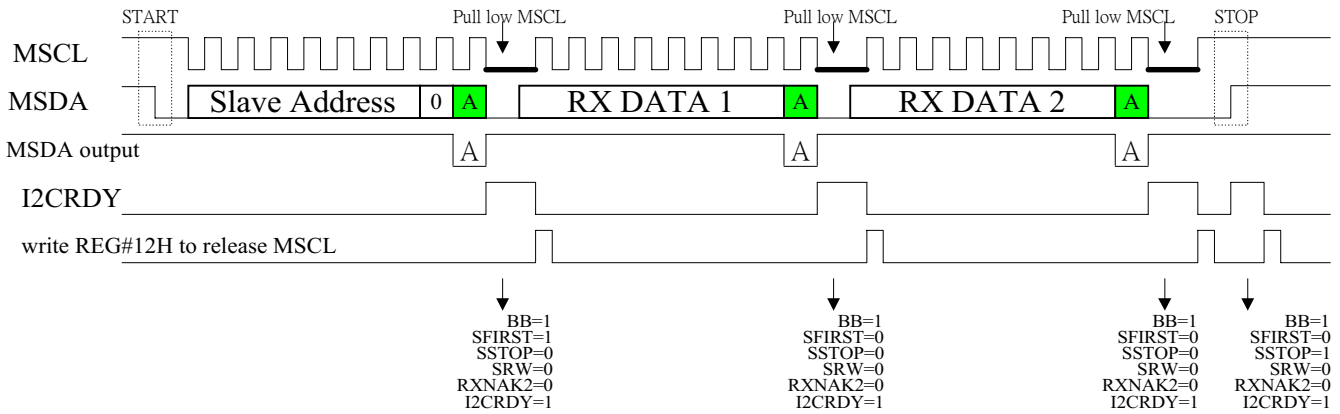 START Pull low MSCL Pull low MSCL Pull low MSCL STOP
MSCL
MSDA Slave Address 0 A RX DATA 1 A RX DATA 2 A
MSDA output A A A
I2CRDY
write REG#12H to release MSCL
BB=1 BB=1 BB=1 BB=1
SFIRST=1 SFIRST=0 SFIRST=0 SFIRST=0
SSTOP=0 SSTOP=0 SSTOP=0 SSTOP=1
SRW=0 SRW=0 SRW=0 SRW=0
RXNAK2=0 RXNAK2=0 RXNAK2=0 RXNAK2=0
I2CRDY=1 I2CRDY=1 I2CRDY=1 I2CRDY=1